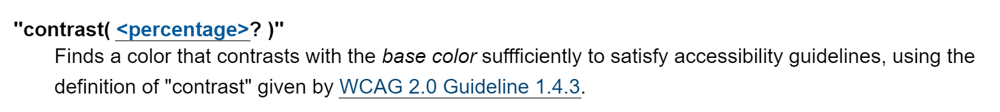 "contrast( <percentage>? )"
Finds a color that contrasts with the base color suffficiently to satisfy accessibility guidelines, using the
definition of "contrast" given by WCAG 2.0 Guideline 1.4.3.